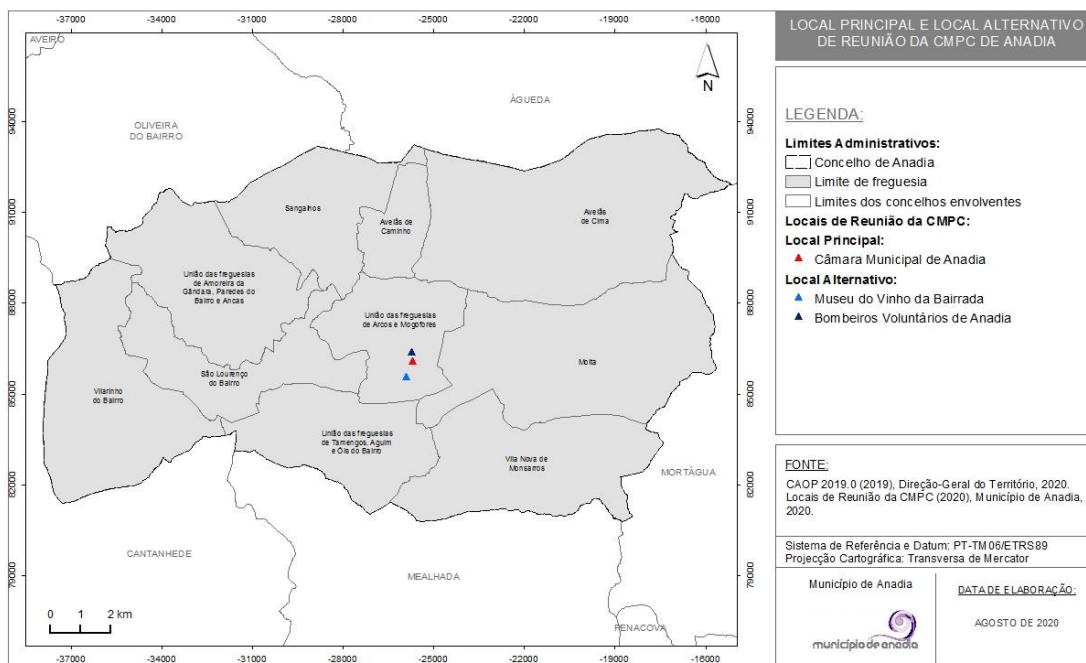 -37000 -34000 -31000 -28000 -25000 -22000 -19000 -16000
AVEIRO
ÁGUEDA
OLIVEIRA
DO BAIRRO
N
94000 94000
91000 91000
88000 88000
85000 85000
82000 82000
79000 79000
Sangalhos
Avelãs de
Caminho
Avelãs
de Cima
União das freguesias
de Amoreira da
Gândara, Paredes do
Bairro e Ancas
União das freguesias
de Arcos e Mogofores
Moita
São Lourenço
do Bairro
Vilarinho
do Bairro
União das freguesias
de Tamengos, Aguim
e Óis do Bairro
Vila Nova de
Monsarros
MORTÁGUA
CANTANHEDE
MEALHADA
PENACOVA
0 1 2 km
-37000 -34000 -31000 -28000 -25000 -22000 -19000 -16000
LOCAL PRINCIPAL E LOCAL ALTERNATIVO
DE REUNIÃO DA CMPC DE ANADIA
LEGENDA:
Limites Administrativos:
Concelho de Anadia
Limite de freguesia
Limites dos concelhos envolventes
Locais de Reunião da CMPC:
Local Principal:
Câmara Municipal de Anadia
Local Alternativo:
Museu do Vinho da Bairrada
Bombeiros Voluntários de Anadia
FONTE:
CAOP 2019.0 (2019), Direção-Geral do Território, 2020.
Locais de Reunião da CMPC (2020), Município de Anadia,
2020.
Sistema de Referência e Datum: PT-TM06/ETRS89
Projecção Cartográfica: Transversa de Mercator
Município de Anadia
município de anadia
DATA DE ELABORAÇÃO:
AGOSTO DE 2020